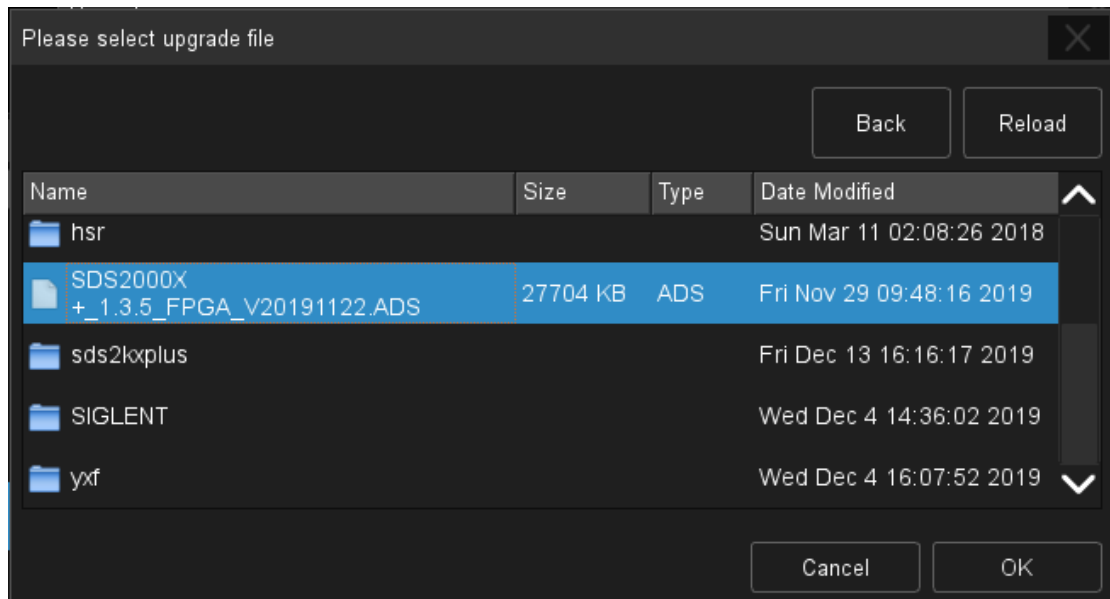 Please select upgrade file
Back Reload
Name Size Type Date Modified
hsr Sun Mar 11 02:08:26 2018
SDS2000X
+_1.3.5_FPGA_V20191122.ADS 27704 KB ADS Fri Nov 29 09:48:16 2019
sds2kxplus Fri Dec 13 16:16:17 2019
SIGLENT Wed Dec 4 14:36:02 2019
yxf Wed Dec 4 16:07:52 2019
Cancel OK